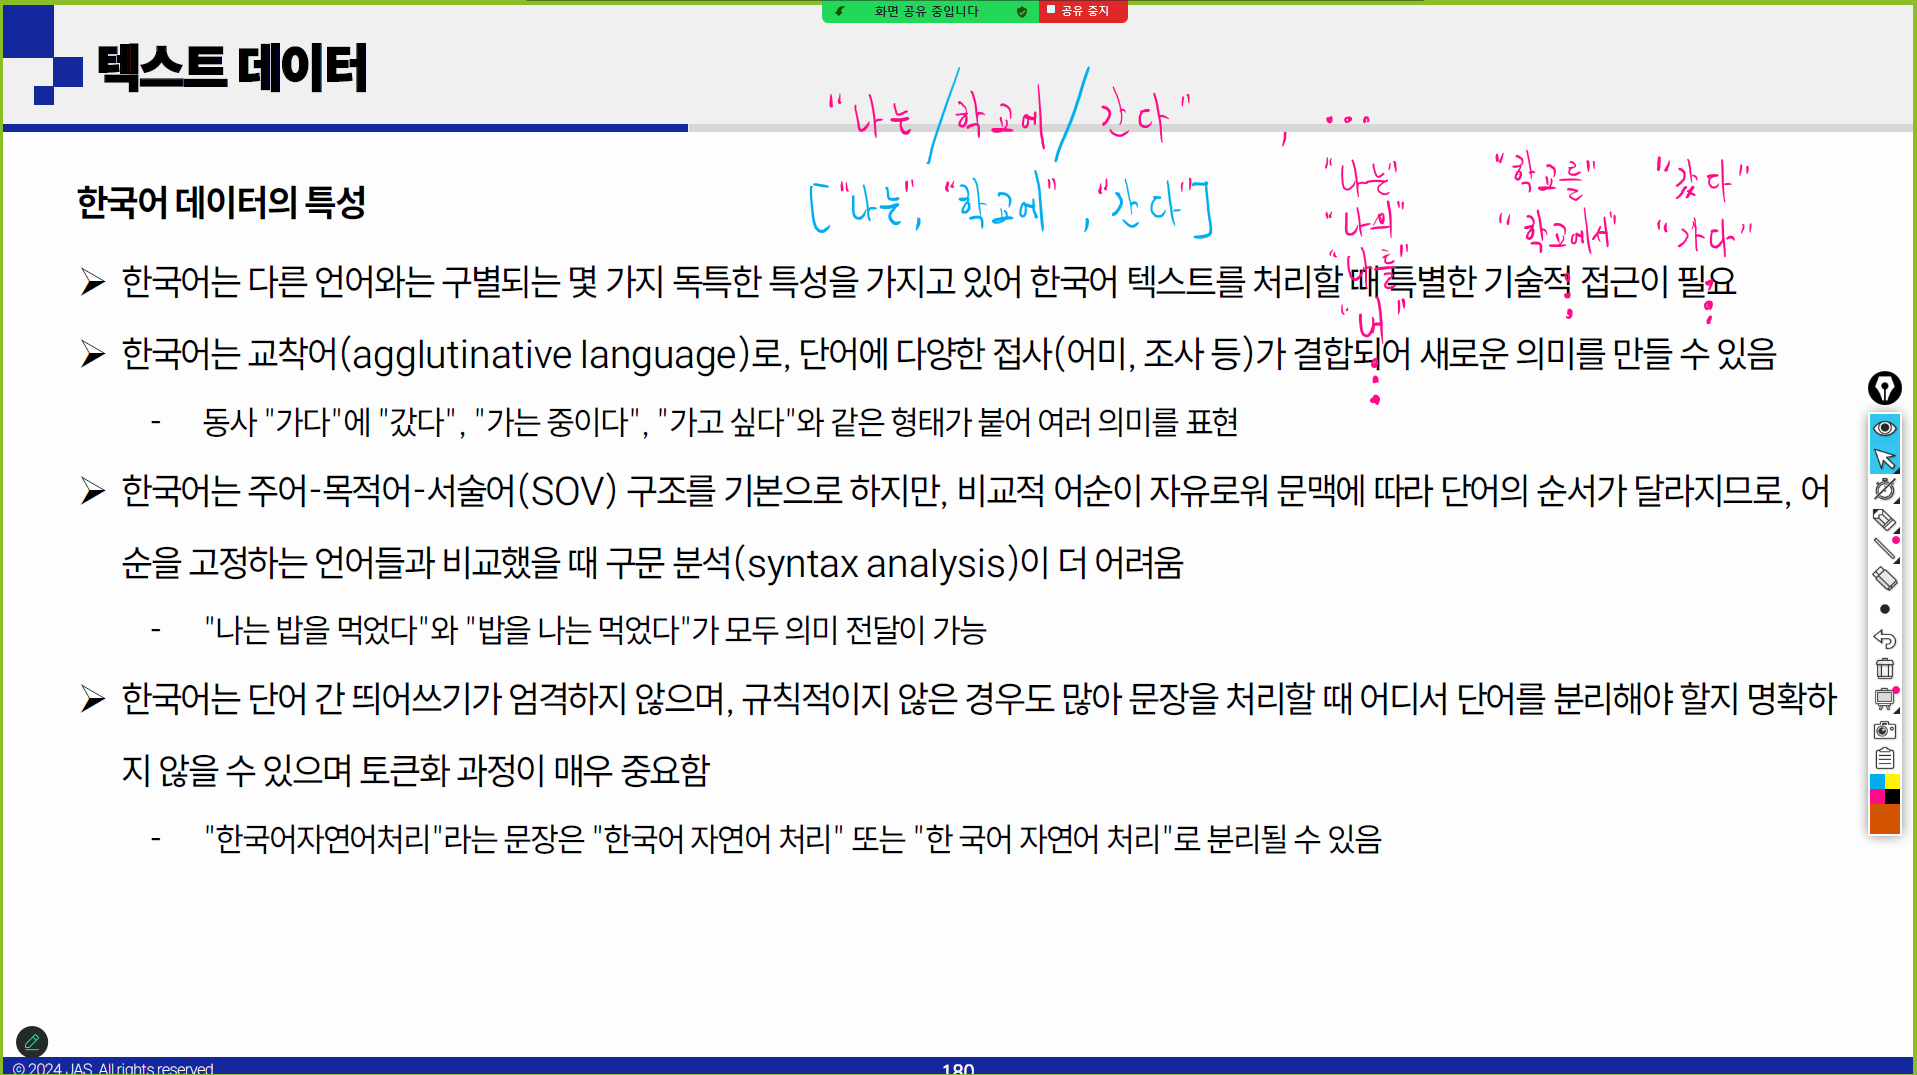 화면 공유 중입니다 공유 중지
텍스트 데이터
"나는 / 학교에 / 간다" , ...
["나는", "학교에", "간다"]
"나는" "학교를" "갔다"
"나의" "학교에서" "가다"
"나를"
"내"
한국어 데이터의 특성
➢ 한국어는 다른 언어와는 구별되는 몇 가지 독특한 특성을 가지고 있어 한국어 텍스트를 처리할 때 특별한 기술적 접근이 필요
➢ 한국어는 교착어(agglutinative language)로, 단어에 다양한 접사(어미, 조사 등)가 결합되어 새로운 의미를 만들 수 있음
- 동사 "가다"에 "갔다", "가는 중이다", "가고 싶다"와 같은 형태가 붙어 여러 의미를 표현
➢ 한국어는 주어-목적어-서술어(SOV) 구조를 기본으로 하지만, 비교적 어순이 자유로워 문맥에 따라 단어의 순서가 달라지므로, 어
순을 고정하는 언어들과 비교했을 때 구문 분석(syntax analysis)이 더 어려움
- "나는 밥을 먹었다"와 "밥을 나는 먹었다"가 모두 의미 전달이 가능
➢ 한국어는 단어 간 띄어쓰기가 엄격하지 않으며, 규칙적이지 않은 경우도 많아 문장을 처리할 때 어디서 단어를 분리해야 할지 명확하
지 않을 수 있으며 토큰화 과정이 매우 중요함
- "한국어자연어처리"라는 문장은 "한국어 자연어 처리" 또는 "한 국어 자연어 처리"로 분리될 수 있음
© 2024 JAS. All rights reserved
180